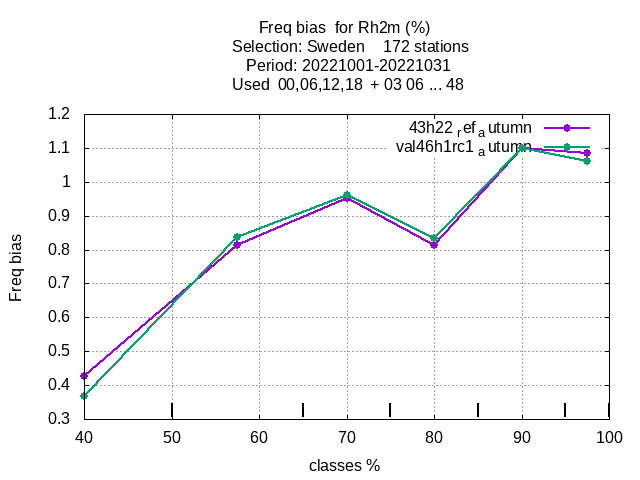 Freq bias  for Rh2m (%)
Selection: Sweden    172 stations
Period: 20221001-20221031
Used  00,06,12,18  + 03 06 ... 48
43h22ref_autumn
val46h1rc1_autumn
1.2
1.1
1
0.9
0.8
0.7
0.6
0.5
0.4
0.3
Freq bias
40 50 60 70 80 90 100
classes %